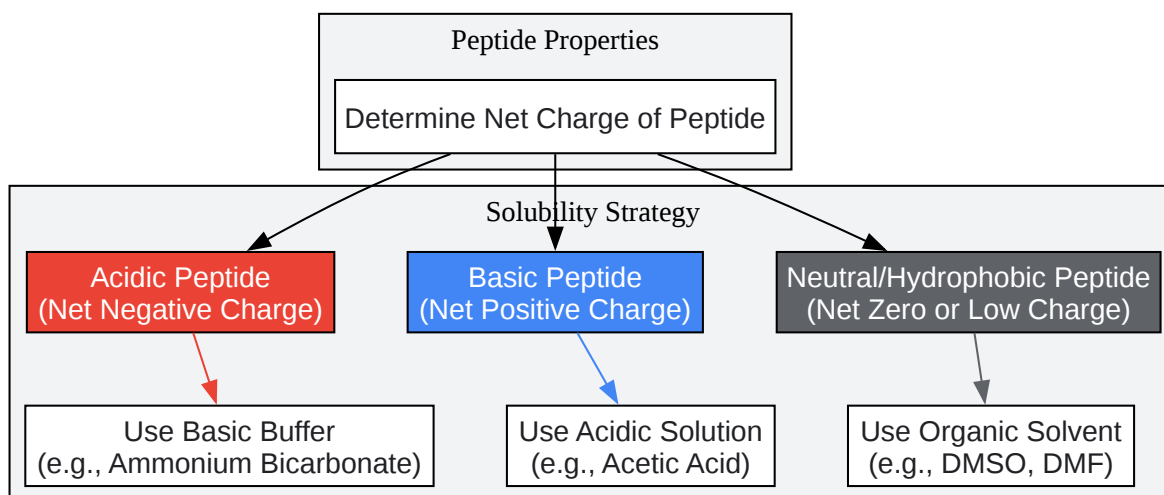 Peptide Properties
Determine Net Charge of Peptide
Solubility Strategy
Acidic Peptide
(Net Negative Charge)
Basic Peptide
(Net Positive Charge)
Neutral/Hydrophobic Peptide
(Net Zero or Low Charge)
Use Basic Buffer
(e.g., Ammonium Bicarbonate)
Use Acidic Solution
(e.g., Acetic Acid)
Use Organic Solvent
(e.g., DMSO, DMF)